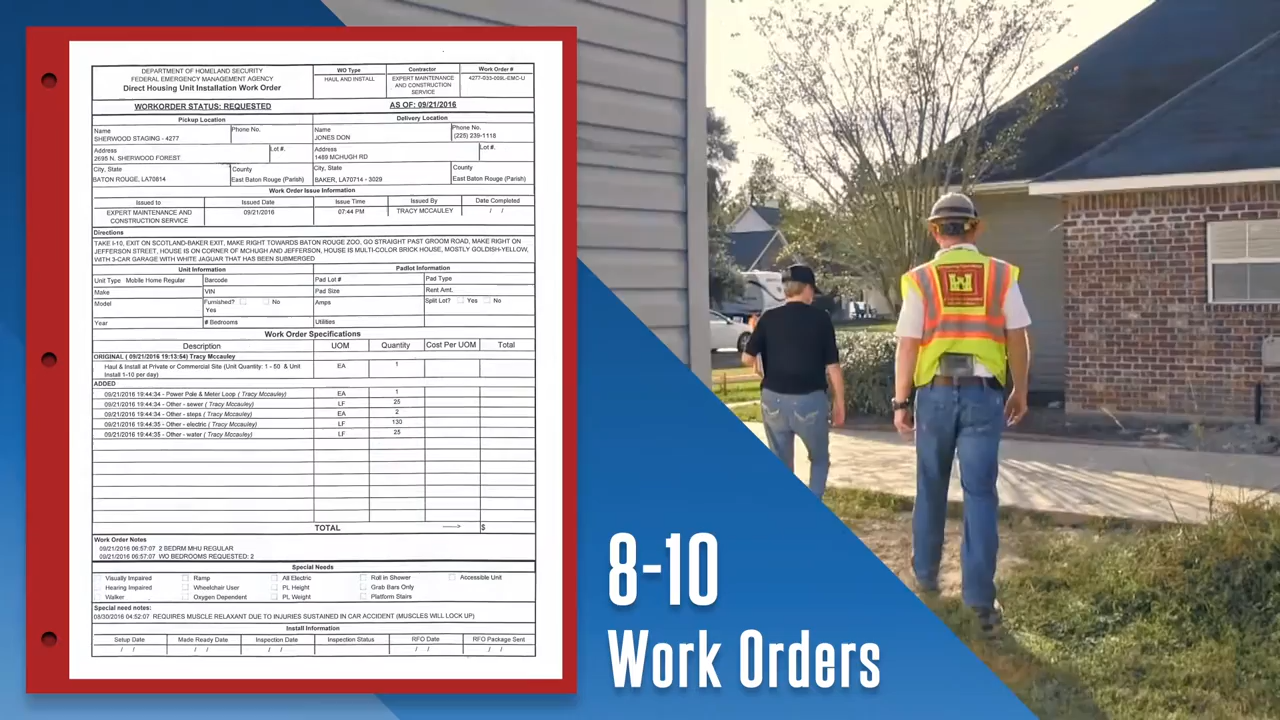 DEPARTMENT OF HOMELAND SECURITY
FEDERAL EMERGENCY MANAGEMENT AGENCY
Direct Housing Unit Installation Work Order
WO Type
HAUL AND INSTALL
Contractor
EXPERT MAINTENANCE
AND CONSTRUCTION
SERVICE
Work Order #
WORKORDER STATUS: REQUESTED
AS OF: 09/21/2016
Pickup Location
Delivery Location
Name
SHERWOOD STAGING - 4277
Phone No.
Name
JONES DON
Phone No.
(225) 239-1118
Address
2695 N. SHERWOOD FOREST
Lot #.
Address
1489 MCHUGH RD
Lot #.
City, State
BATON ROUGE, LA70814
County
East Baton Rouge (Parish)
City, State
BAKER, LA70714 - 3029
County
East Baton Rouge (Parish)
Work Order Issue Information
Issued to
Issued Date
Issue Time
Issued By
Date Completed
EXPERT MAINTENANCE AND
CONSTRUCTION SERVICE
09/21/2016
07:44 PM
TRACY MCCAULEY
/ /
Directions
TAKE I-10, EXIT ON SCOTLAND-BAKER EXIT, MAKE RIGHT TOWARDS BATON ROUGE ZOO, GO STRAIGHT PAST GROOM ROAD, MAKE RIGHT ON
JEFFERSON STREET. HOUSE IS ON CORNER OF MCHUGH AND JEFFERSON, HOUSE IS MULTI-COLOR BRICK HOUSE, MOSTLY GOLDISH-YELLOW,
WITH 3-CAR GARAGE WITH WHITE JAGUAR THAT HAS BEEN SUBMERGED
Unit Information
Padlot Information
Unit Type Mobile Home Regular
Barcode
Pad Lot #
Pad Type
Make
VIN
Pad Size
Rent Amt.
Model
Furnished? No
Yes
Amps
Split Lot? Yes No
Year
# Bedrooms
Utilities
Work Order Specifications
Description UOM Quantity Cost Per UOM Total
ORIGINAL ( 09/21/2016 19:13:54) Tracy Mccauley
Haul & Install at Private or Commercial Site (Unit Quantity: 1 - 50 & Unit
Install 1-10 per day)
EA 1
ADDED
09/21/2016 19:44:34 - Power Pole & Meter Loop ( Tracy Mccauley) EA 1
09/21/2016 19:44:34 - Other - sewer ( Tracy Mccauley) LF 25
09/21/2016 19:44:34 - Other - steps ( Tracy Mccauley) EA 2
09/21/2016 19:44:35 - Other - electric ( Tracy Mccauley) LF 130
09/21/2016 19:44:35 - Other - water ( Tracy Mccauley) LF 25
TOTAL $
Work Order Notes
09/21/2016 06:57:07 2 BEDRM MHU REGULAR
09/21/2016 06:57:07 WO BEDROOMS REQUESTED: 2
Special Needs
Visually Impaired Ramp All Electric Roll in Shower Accessible Unit
Hearing Impaired Wheelchair User PL Height Grab Bars Only
Walker Oxygen Dependent PL Weight Platform Stairs
Special need notes:
08/30/2016 04:52:07 REQUIRES MUSCLE RELAXANT DUE TO INJURIES SUSTAINED IN CAR ACCIDENT (MUSCLES WILL LOCK UP)
Install Information
Setup Date Made Ready Date Inspection Date Inspection Status RFO Date RFO Package Sent
/ / / / / / / / / /
8-10
Work Orders